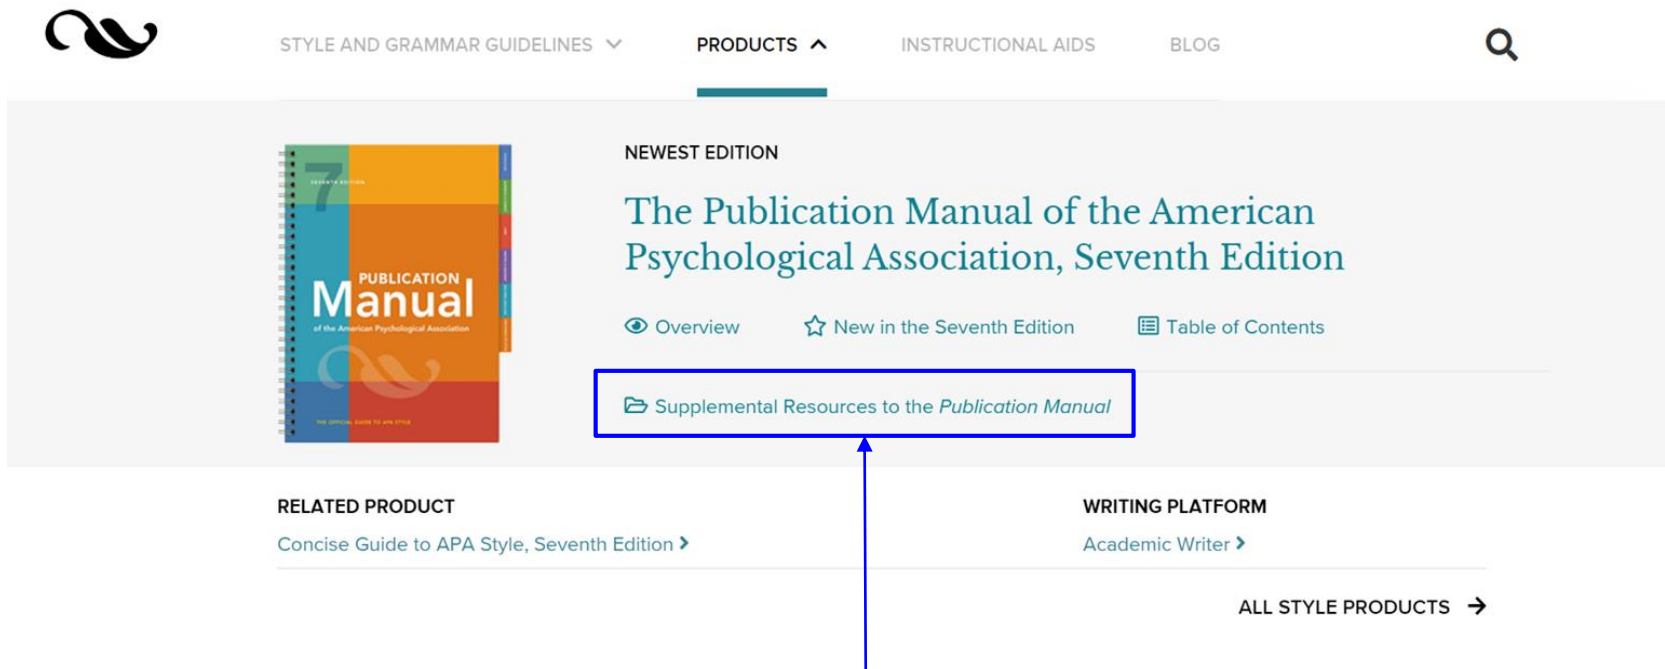 STYLE AND GRAMMAR GUIDELINES
PRODUCTS
INSTRUCTIONAL AIDS
BLOG
7
SEVENTH EDITION
PUBLICATION
Manual
of the American Psychological Association
THE OFFICIAL GUIDE TO APA STYLE
NEWEST EDITION
The Publication Manual of the American
Psychological Association, Seventh Edition
Overview
New in the Seventh Edition
Table of Contents
Supplemental Resources to the Publication Manual
RELATED PRODUCT
Concise Guide to APA Style, Seventh Edition
WRITING PLATFORM
Academic Writer
ALL STYLE PRODUCTS